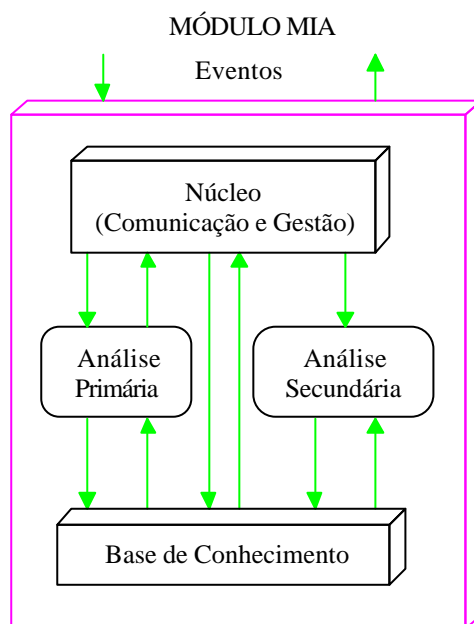 MÓDULO MIA
Eventos
Núcleo
(Comunicação e Gestão)
Análise
Primária
Análise
Secundária
Base de Conhecimento